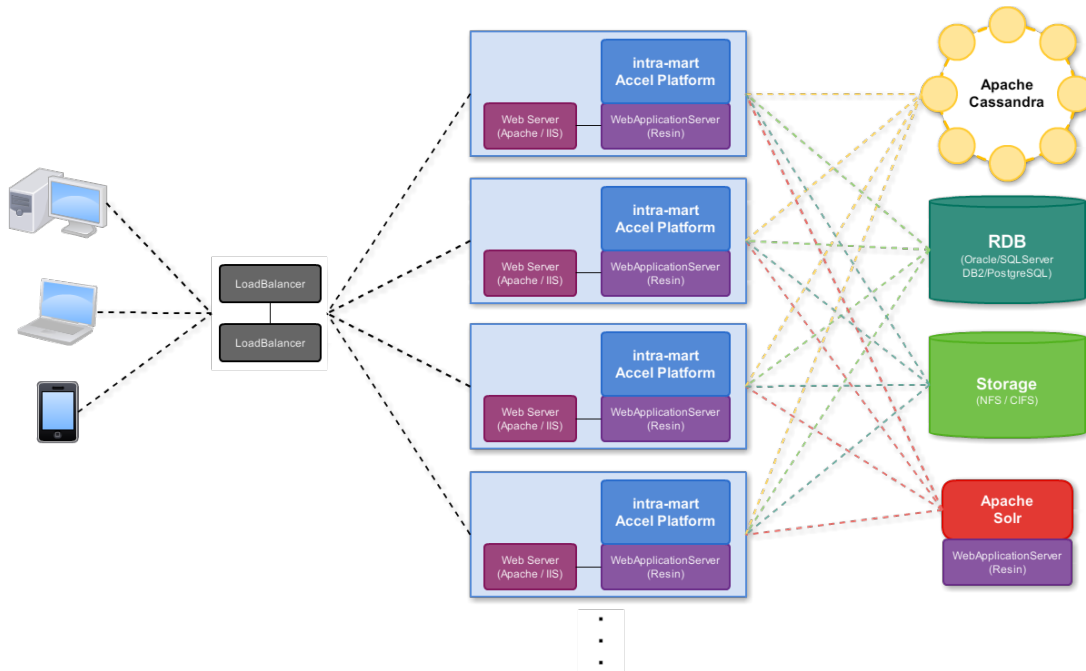 LoadBalancer
LoadBalancer
intra-mart
Accel Platform
Web Server
(Apache / IIS)
WebApplicationServer
(Resin)
intra-mart
Accel Platform
Web Server
(Apache / IIS)
WebApplicationServer
(Resin)
intra-mart
Accel Platform
Web Server
(Apache / IIS)
WebApplicationServer
(Resin)
intra-mart
Accel Platform
Web Server
(Apache / IIS)
WebApplicationServer
(Resin)
Apache
Cassandra
RDB
(Oracle/SQLServer
DB2/PostgreSQL)
Storage
(NFS / CIFS)
Apache
Solr
WebApplicationServer
(Resin)